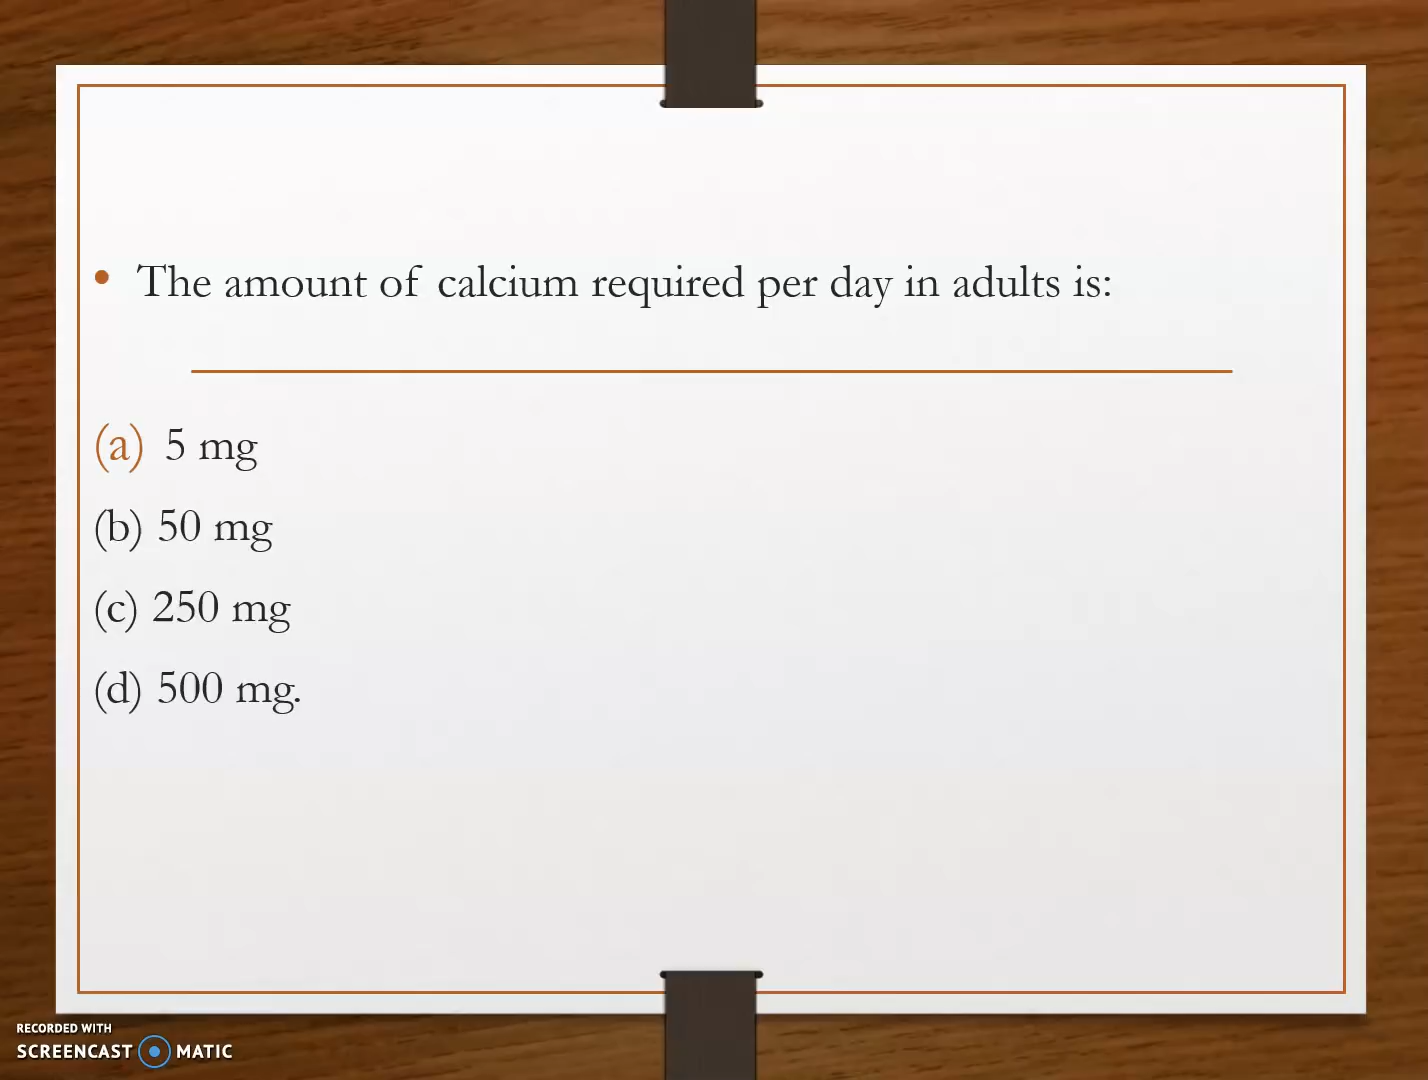 • The amount of calcium required per day in adults is:
(a) 5 mg
(b) 50 mg
(c) 250 mg
(d) 500 mg.
RECORDED WITH
SCREENCAST MATIC